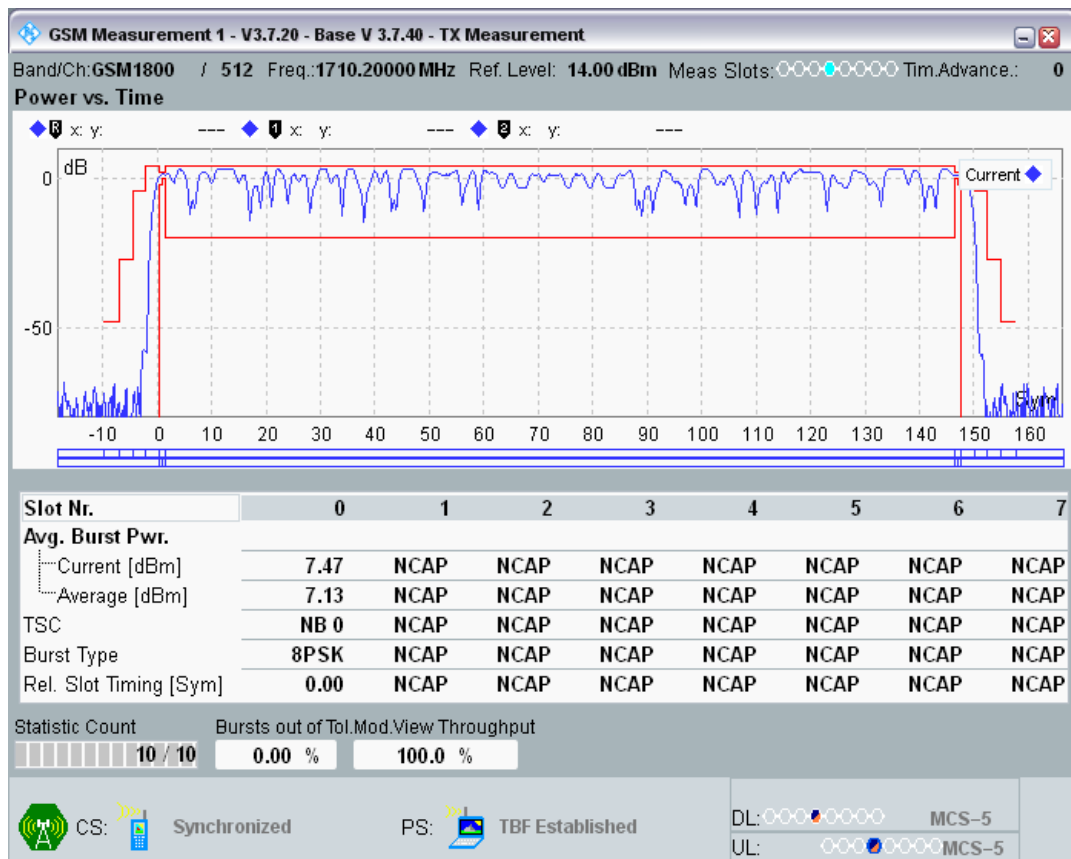 GSM Measurement 1 - V3.7.20 - Base V 3.7.40 - TX Measurement
Band/Ch:GSM1800 / 512 Freq.:1710.20000 MHz Ref. Level: 14.00 dBm Meas Slots: Tim.Advance.: 0
Power vs. Time
R x: y: --- 1 x: y: --- 2 x: y: ---
dB
0
Current
-50
Sym
-10 0 10 20 30 40 50 60 70 80 90 100 110 120 130 140 150 160
Slot Nr. 0 1 2 3 4 5 6 7
Avg. Burst Pwr.
Current [dBm] 7.47 NCAP NCAP NCAP NCAP NCAP NCAP NCAP
Average [dBm] 7.13 NCAP NCAP NCAP NCAP NCAP NCAP NCAP
TSC NB 0 NCAP NCAP NCAP NCAP NCAP NCAP NCAP
Burst Type 8PSK NCAP NCAP NCAP NCAP NCAP NCAP NCAP
Rel. Slot Timing [Sym] 0.00 NCAP NCAP NCAP NCAP NCAP NCAP NCAP
Statistic Count Bursts out of Tol.Mod.View Throughput
10 / 10 0.00 % 100.0 %
CS: Synchronized PS: TBF Established DL: MCS-5
UL: MCS-5